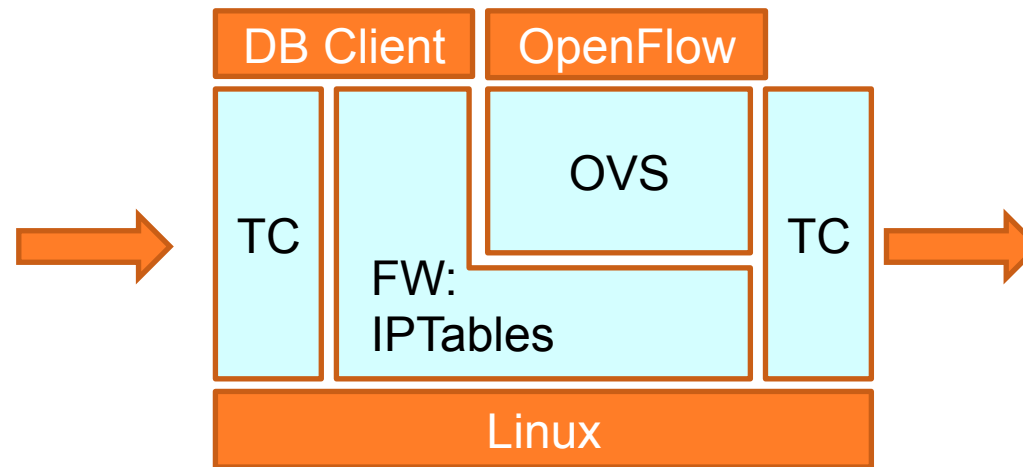 DB Client
OpenFlow
TC
OVS
TC
FW:
IPTables
Linux